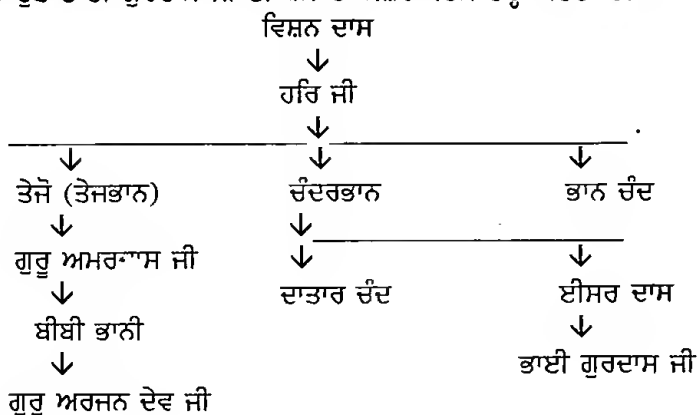 ਵਿਸ਼ਨ ਦਾਸ
ਹਰਿ ਜੀ
ਤੇਜੋ (ਤੇਜਭਾਨ) ਚੰਦਰਭਾਨ ਭਾਨ ਚੰਦ
ਗੁਰੂ ਅਮਰਦਾਸ ਜੀ
ਦਾਤਾਰ ਚੰਦ ਈਸਰ ਦਾਸ
ਬੀਬੀ ਭਾਨੀ
ਭਾਈ ਗੁਰਦਾਸ ਜੀ
ਗੁਰੂ ਅਰਜਨ ਦੇਵ ਜੀ